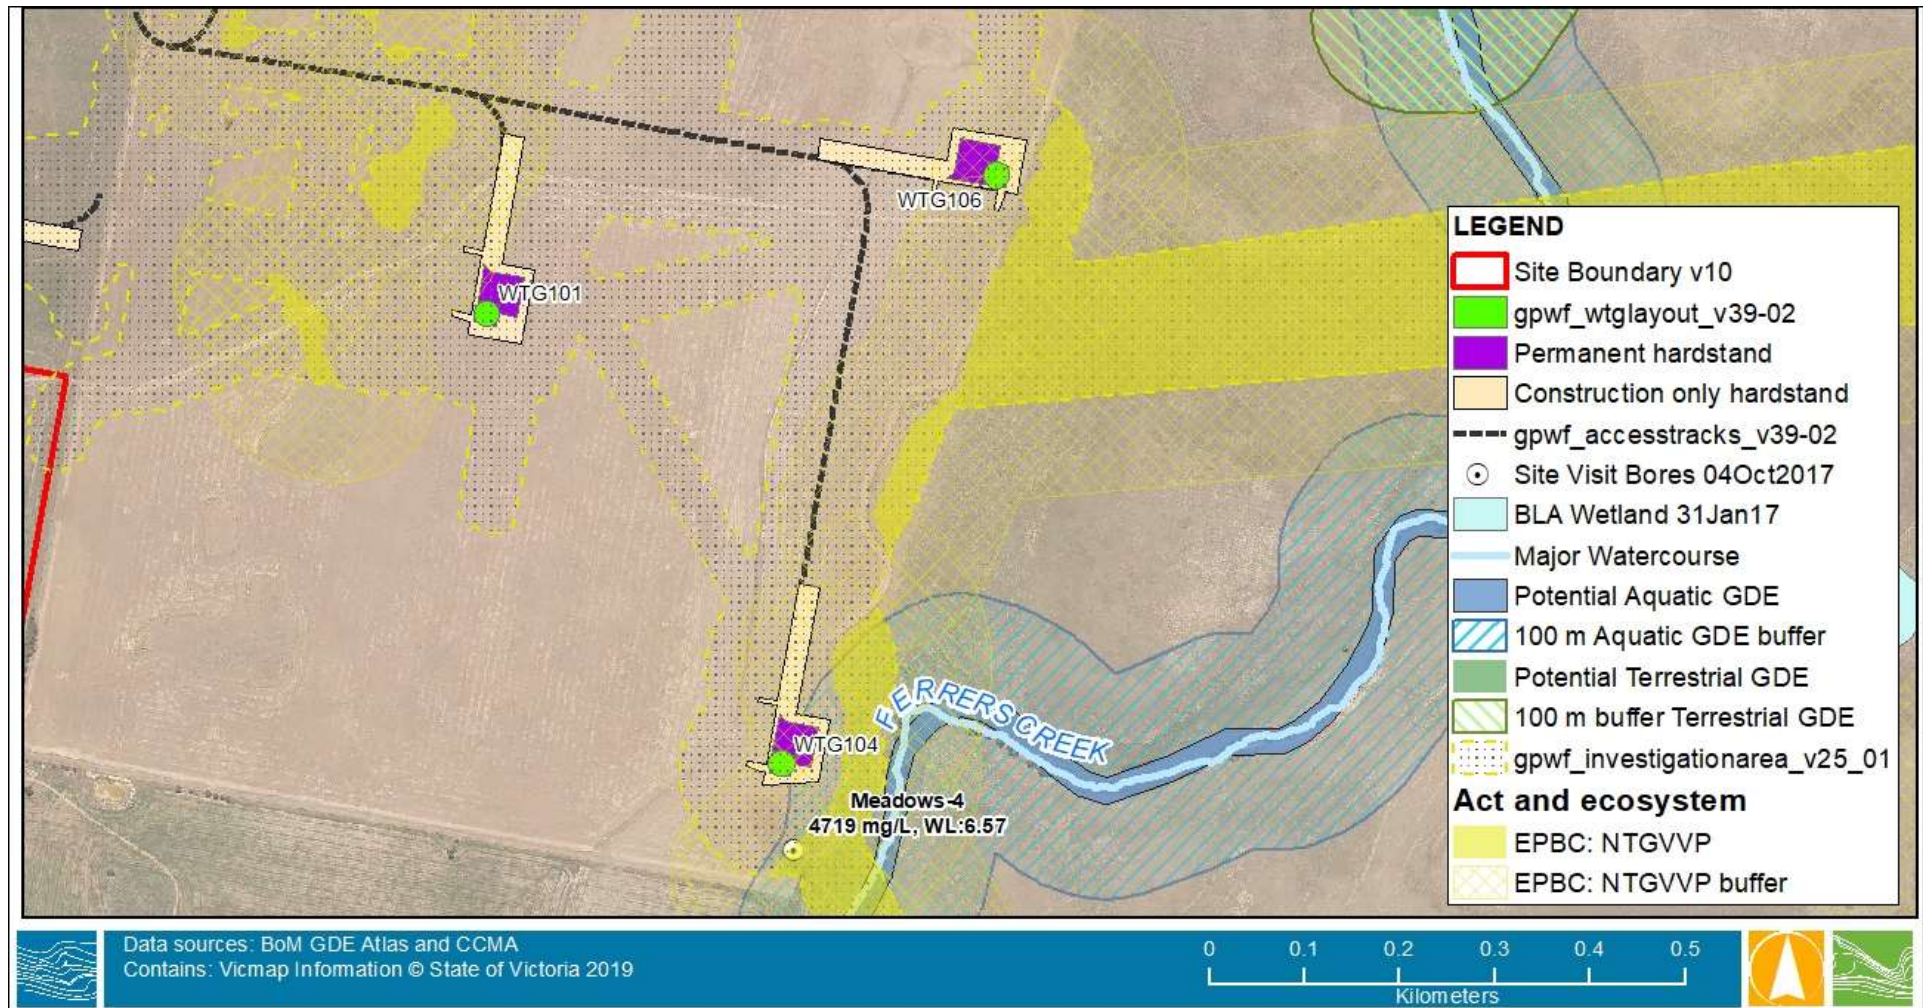 WTG106
WTG101
WTG104
FERRERS CREEK
Meadows-4
4719 mg/L, WL:6.57
LEGEND
Site Boundary v10
gpwf_wtglayout_v39-02
Permanent hardstand
Construction only hardstand
gpwf_accesstracks_v39-02
Site Visit Bores 04Oct2017
BLA Wetland 31Jan17
Major Watercourse
Potential Aquatic GDE
100 m Aquatic GDE buffer
Potential Terrestrial GDE
100 m buffer Terrestrial GDE
gpwf_investigationarea_v25_01
Act and ecosystem
EPBC: NTGVVP
EPBC: NTGVVP buffer
Data sources: BoM GDE Atlas and CCMA
Contains: Vicmap Information © State of Victoria 2019
0 0.1 0.2 0.3 0.4 0.5
Kilometers